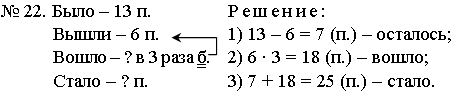 № 22. Было – 13 п. Р е ш е н и е :
Вышли – 6 п. 1) 13 – 6 = 7 (п.) – осталось;
Вошло – ? в 3 раза б. 2) 6 · 3 = 18 (п.) – вошло;
Стало – ? п. 3) 7 + 18 = 25 (п.) – стало.